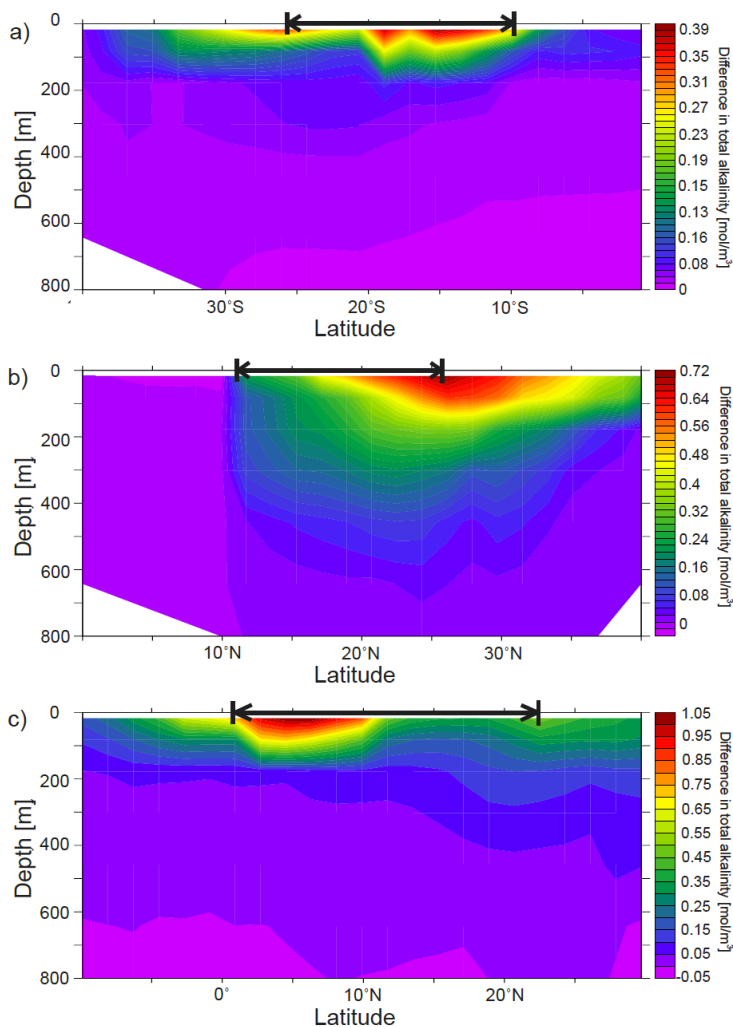 a)
0
200
400
600
800
Depth [m]
30°S
20°S
10°S
Latitude
0.39
0.35
0.31
0.27
0.23
0.19
0.13
0.16
0.08
0
Difference in total alkalinity [mol/m³]
b)
0
200
400
600
800
Depth [m]
10°N
20°N
30°N
Latitude
0.72
0.64
0.56
0.48
0.4
0.32
0.24
0.16
0.08
0
Difference in total alkalinity [mol/m³]
c)
0
200
400
600
800
Depth [m]
0°
10°N
20°N
Latitude
1.05
0.95
0.85
0.75
0.65
0.55
0.45
0.35
0.25
0.15
0.05
-0.05
Difference in total alkalinity [mol/m³]